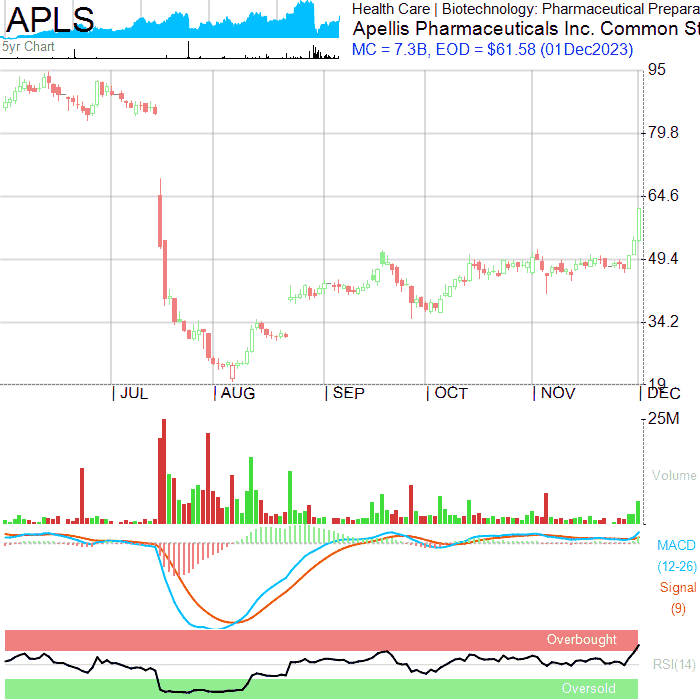 APLS
5yr Chart
Health Care | Biotechnology: Pharmaceutical Prepara
Apellis Pharmaceuticals Inc. Common St
MC = 7.3B, EOD = $61.58 (01Dec2023)
95
79.8
64.6
49.4
34.2
19
JUL
AUG
SEP
OCT
NOV
DEC
25M
Volume
MACD
(12-26)
Signal
(9)
Overbought
RSI(14)
Oversold